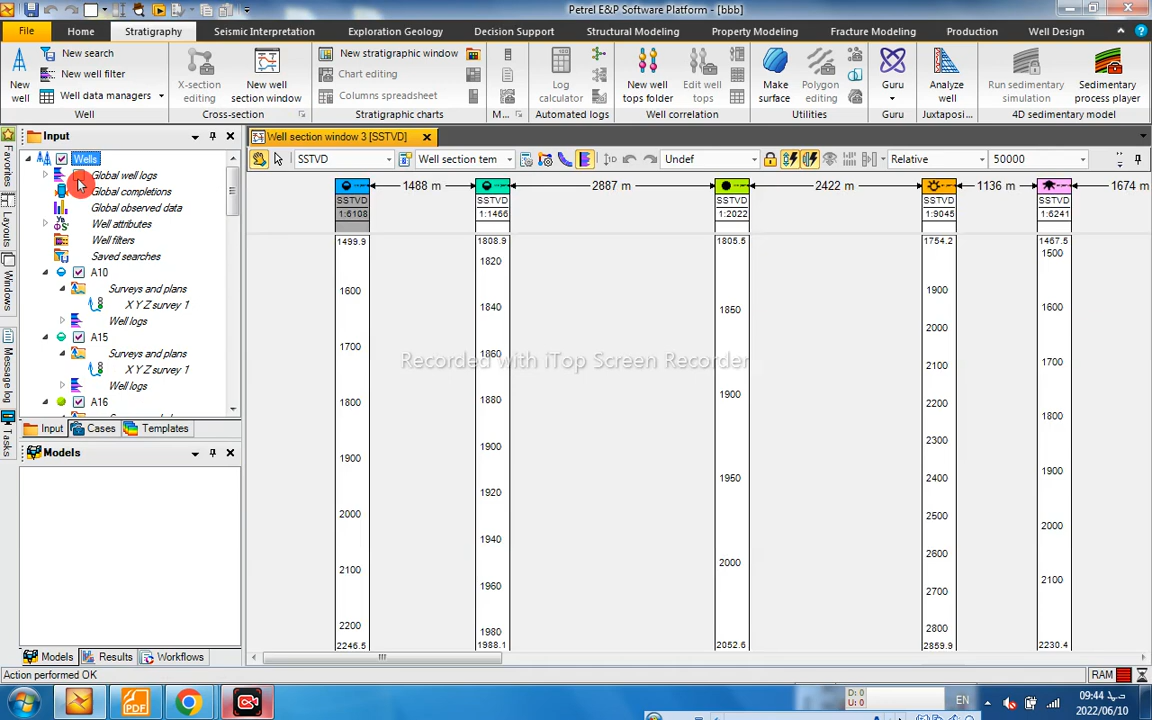 Petrel E&P Software Platform - [bbb]
File Home Stratigraphy Seismic Interpretation Exploration Geology Decision Support Structural Modeling Property Modeling Fracture Modeling Production Well Design
New well
New search
New well filter
Well data managers
Well
X-section editing
New well section window
Cross-section
New stratigraphic window
Chart editing
Columns spreadsheet
Stratigraphic charts
M...
Log calculator
Automated logs
New well tops folder
Edit well tops
Well correlation
Make surface
Polygon editing
Guru
Guru
Analyze well
Juxtaposi...
Run sedimentary simulation
Sedimentary process player
4D sedimentary model
Favorites
Layouts
Windows
Message log
Tasks
Input
Wells
Global well logs
Global completions
Global observed data
Well attributes
Well filters
Saved searches
A10
Surveys and plans
X Y Z survey 1
Well logs
A15
Surveys and plans
X Y Z survey 1
Well logs
A16
Input Cases Templates
Models
Models Results Workflows
Well section window 3 [SSTVD]
SSTVD Well section tem Undef Relative 50000
1488 m 2887 m 2422 m 1136 m 1674 m
SSTVD SSTVD SSTVD SSTVD SSTVD
1:6108 1:1466 1:2022 1:9045 1:6241
1499.9
1600
1700
1800
1900
2000
2100
2200
2246.5
1808.9
1820
1840
1860
1880
1900
1920
1940
1960
1980
1988.1
1805.5
1850
1900
1950
2000
2052.6
1754.2
1900
2000
2100
2200
2300
2400
2500
2600
2700
2800
2859.9
1467.5
1500
1600
1700
1800
1900
2000
2100
2230.4
Recorded with iTop Screen Recorder
Action performed OK
RAM
PDF
D: 0
U: 0
EN
09:44 ص
2022/06/10